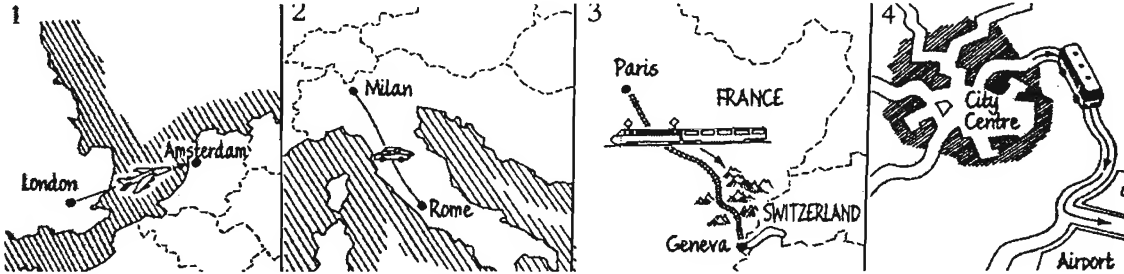 1
London
Amsterdam
2
Milan
Rome
3
Paris
FRANCE
SWITZERLAND
Geneva
4
City
Centre
Airport